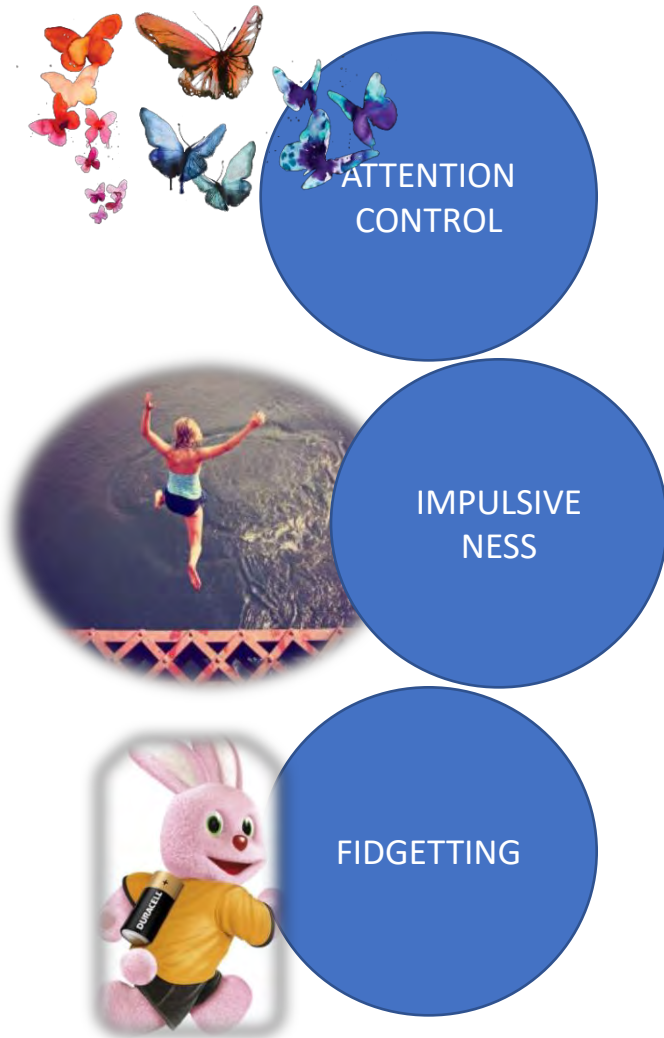 ATTENTION
CONTROL
IMPULSIVE
NESS
DURACELL
+
FIDGETTING